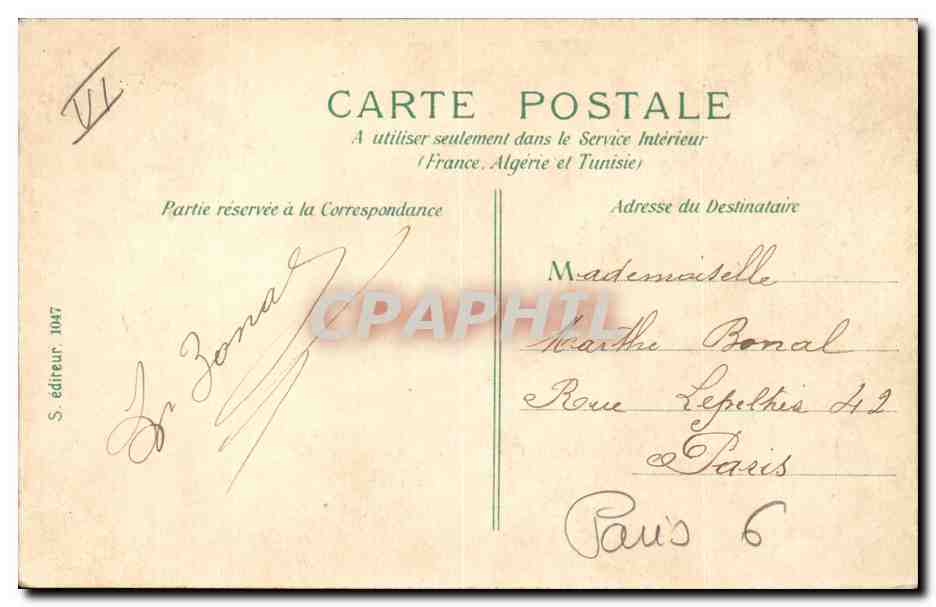 VI
CARTE POSTALE
A utiliser seulement dans le Service Intérieur
(France, Algérie et Tunisie)
Partie réservée à la Correspondance
Adresse du Destinataire
S. éditeur. 1047
CPAPHIL
Mademoiselle
Marthe Bonal
Rue 42
Paris
Paris 6